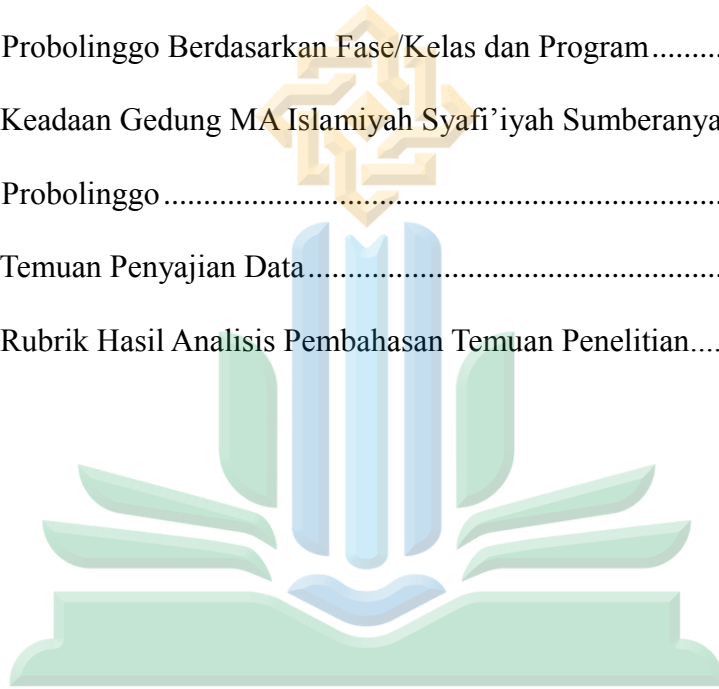 Probolinggo Berdasarkan Fase/Kelas dan Program.........
Keadaan Gedung MA Islamiyah Syafi’iyah Sumberanya
Probolinggo......................................................................
Temuan Penyajian Data....................................................
Rubrik Hasil Analisis Pembahasan Temuan Penelitian....